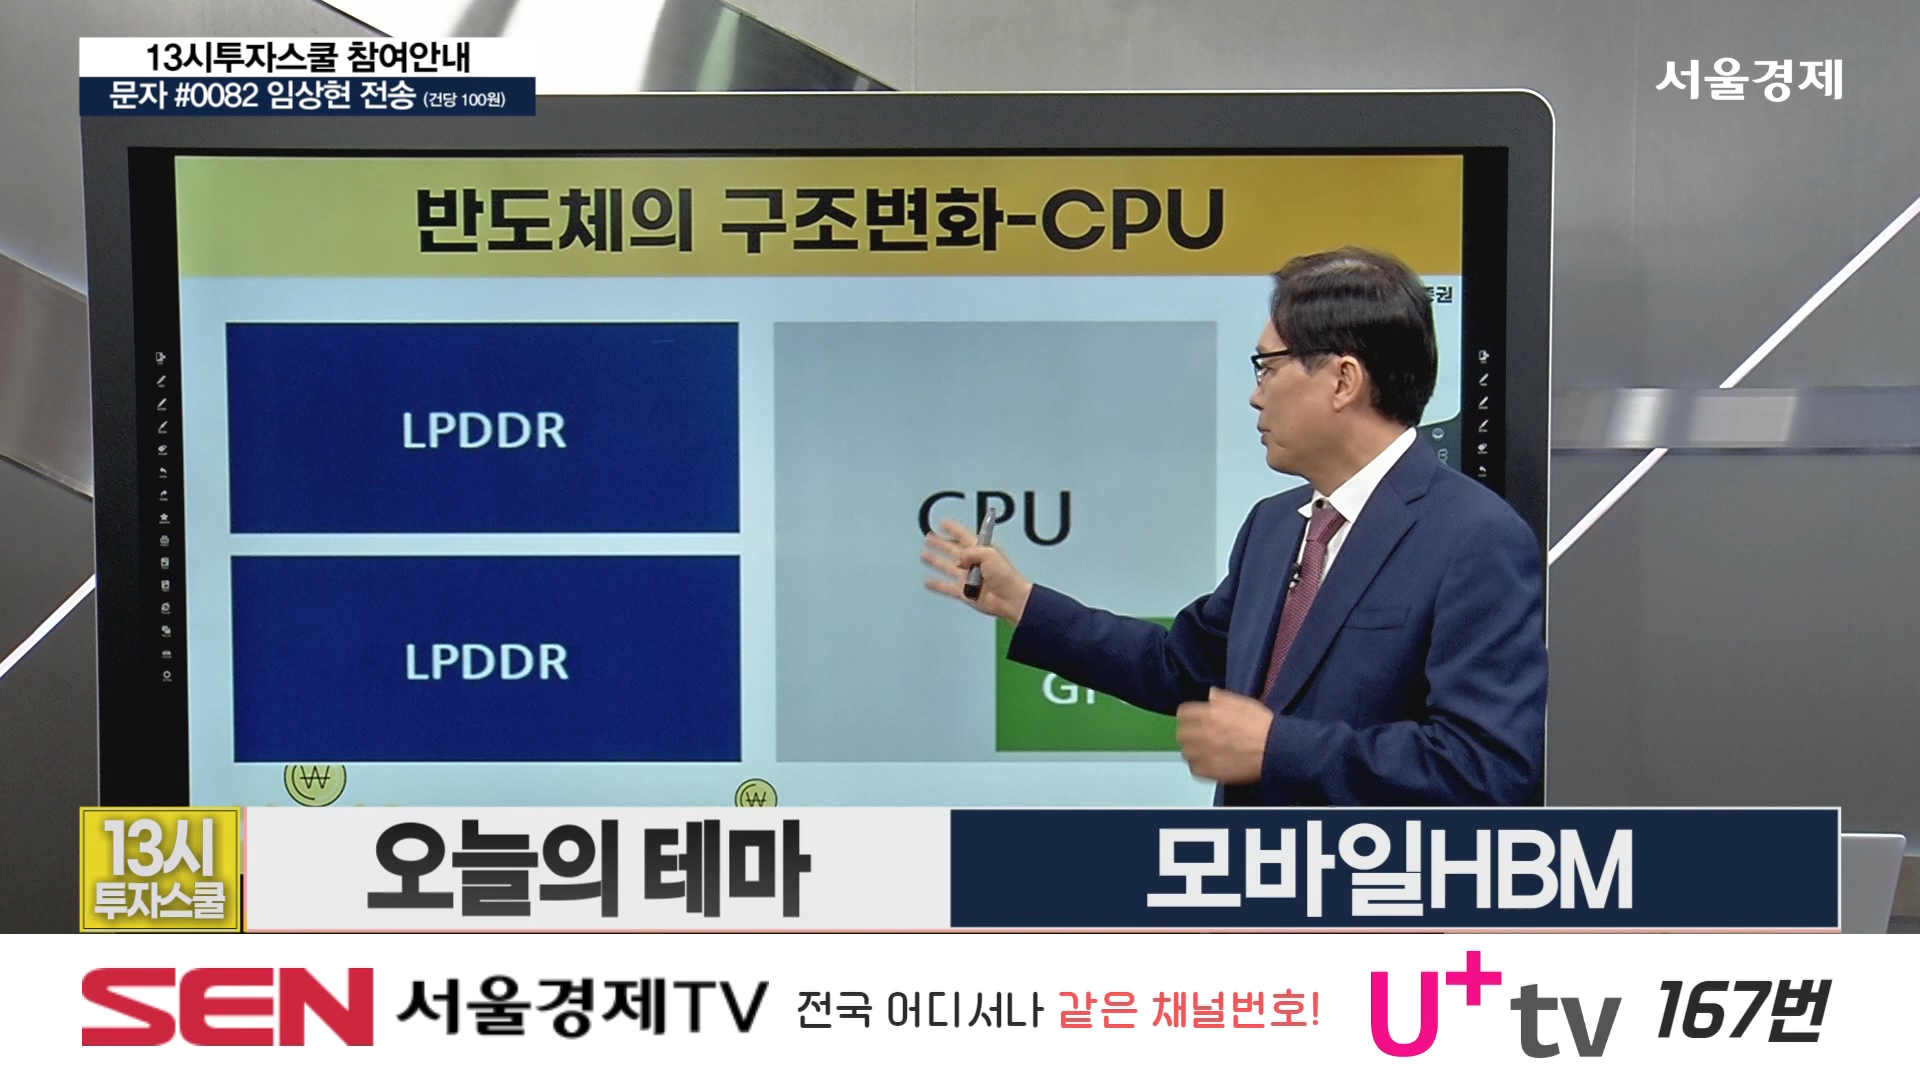 13시투자스쿨 참여안내
문자 #0082 임상현 전송 (건당 100원)
서울경제
반도체의 구조변화-CPU
증권
LPDDR
CPU
LPDDR
13시
투자스쿨
오늘의 테마
모바일HBM
SEN 서울경제TV 전국 어디서나 같은 채널번호! U+tv 167번